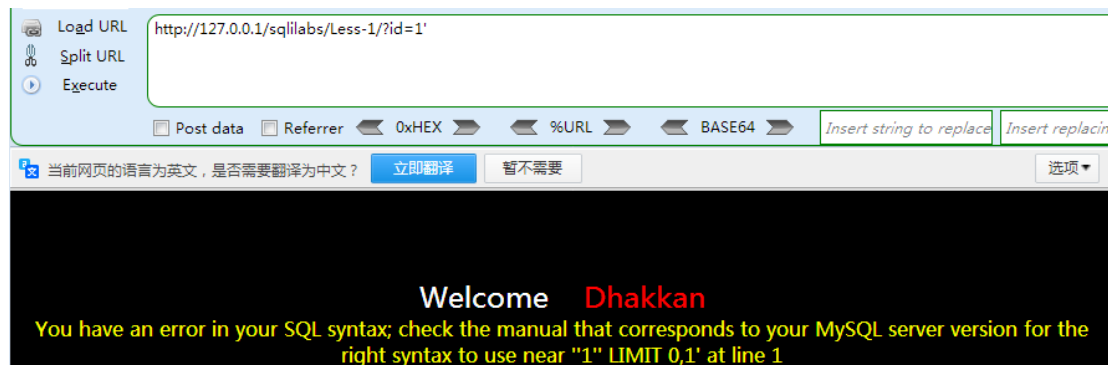 Load URL
http://127.0.0.1/sqlilabs/Less-1/?id=1'
Split URL
Execute
Post data Referrer 0xHEX %URL BASE64 Insert string to replace Insert replacin
当前网页的语言为英文，是否需要翻译为中文？ 立即翻译 暂不需要 选项
Welcome Dhakkan
You have an error in your SQL syntax; check the manual that corresponds to your MySQL server version for the
right syntax to use near ''1'' LIMIT 0,1' at line 1